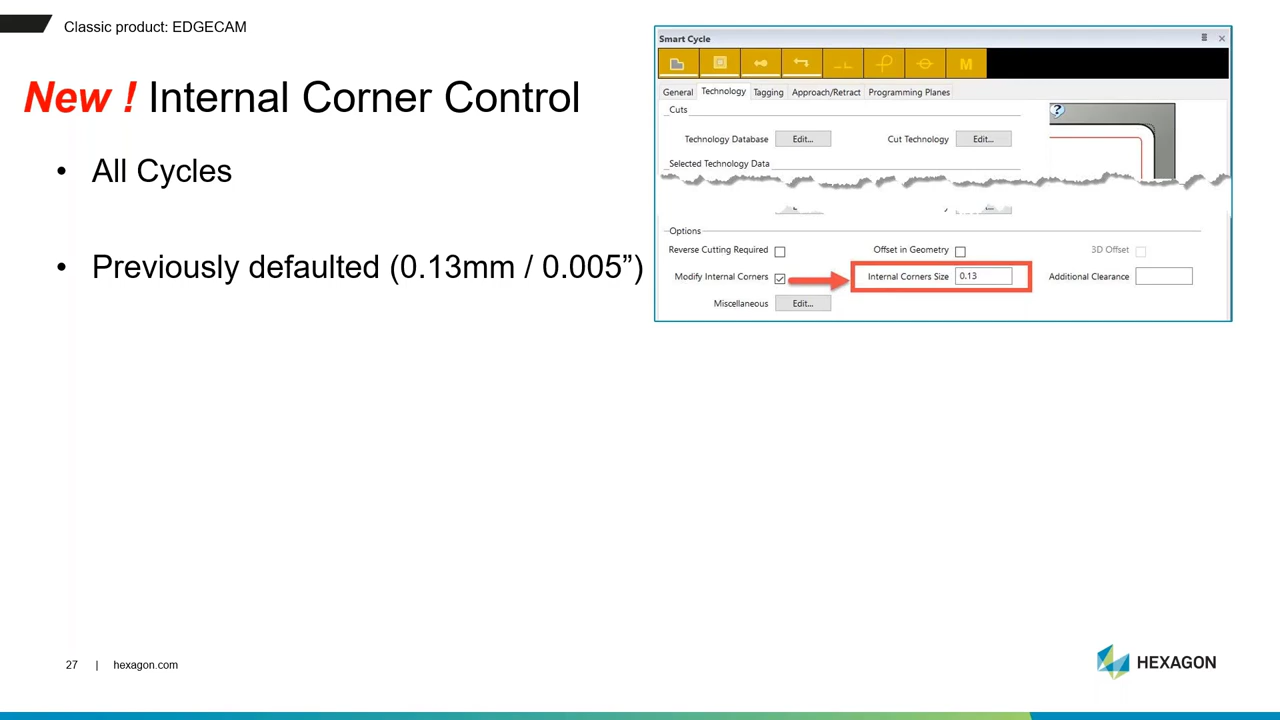 Classic product: EDGECAM
New ! Internal Corner Control
• All Cycles
• Previously defaulted (0.13mm / 0.005”)
Smart Cycle
M
General Technology Tagging Approach/Retract Programming Planes
Cuts
Technology Database Edit... Cut Technology Edit...
Selected Technology Data
Options
Reverse Cutting Required Offset in Geometry 3D Offset
Modify Internal Corners Internal Corners Size 0.13 Additional Clearance
Miscellaneous Edit...
27 | hexagon.com
HEXAGON